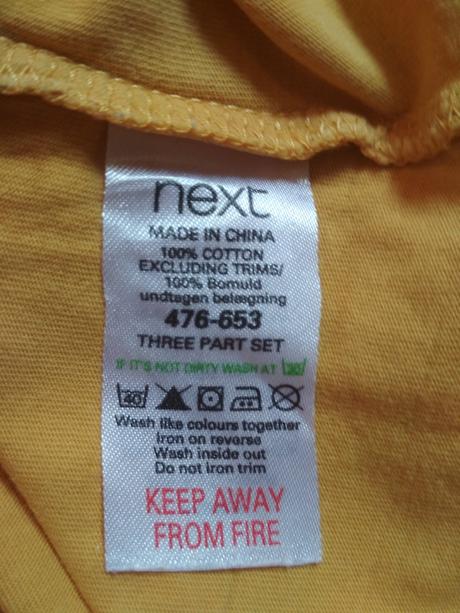 next
MADE IN CHINA
100% COTTON
EXCLUDING TRIMS/
100% Bomuld
undtagen belægning
476-653
THREE PART SET
IF IT'S NOT DIRTY WASH AT 30
40
Wash like colours together
Iron on reverse
Wash inside out
Do not iron trim
KEEP AWAY
FROM FIRE